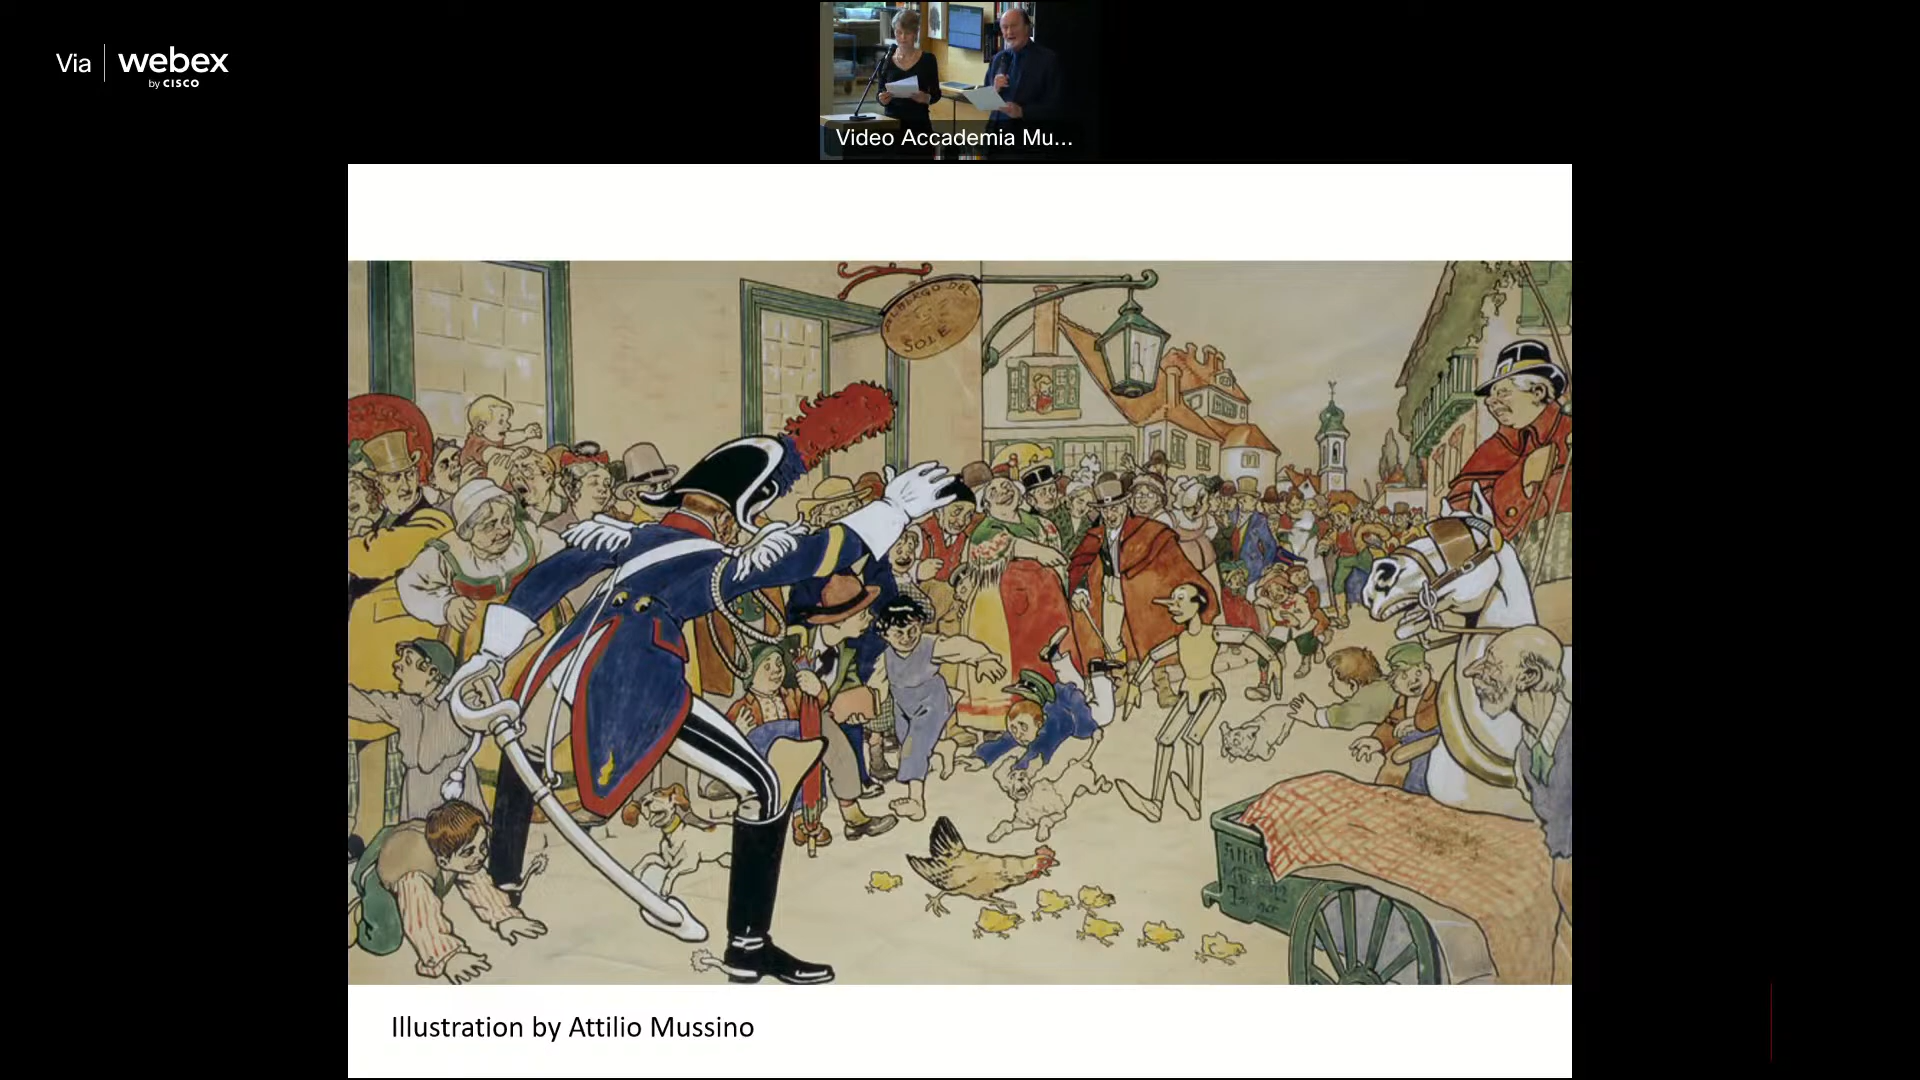 Via
webex
by CISCO
Video Accademia Mu...
ALBERGO DEL
SOLE
Illustration by Attilio Mussino